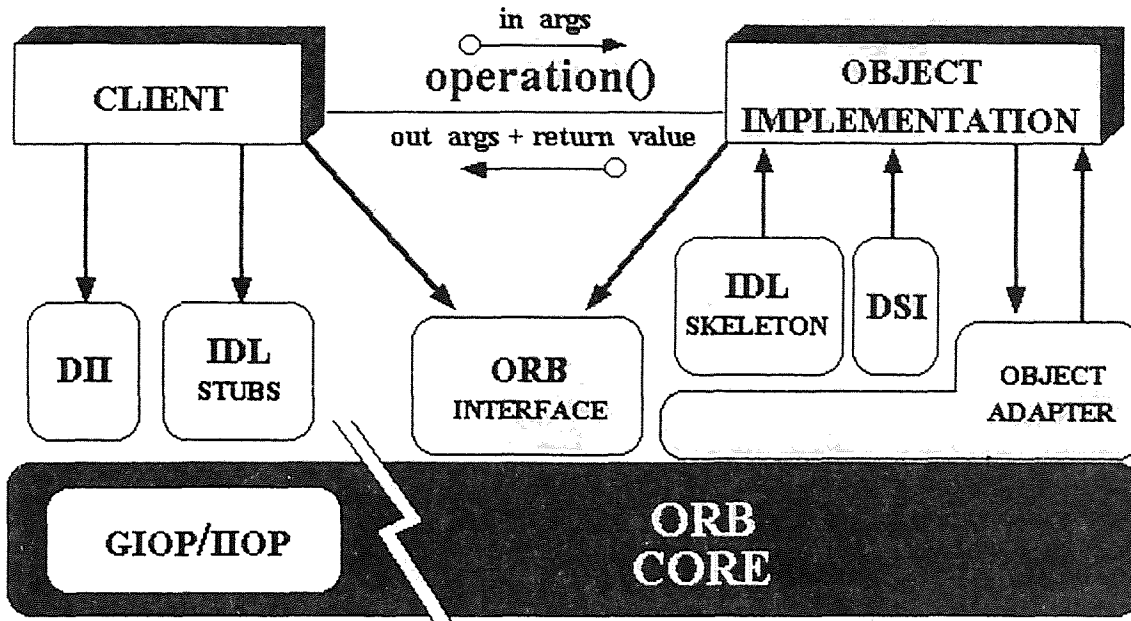 in args
operation()
out args + return value
CLIENT
OBJECT
IMPLEMENTATION
DII
IDL
STUBS
ORB
INTERFACE
IDL
SKELETON
DSI
OBJECT
ADAPTER
GIOP/IIOP
ORB
CORE